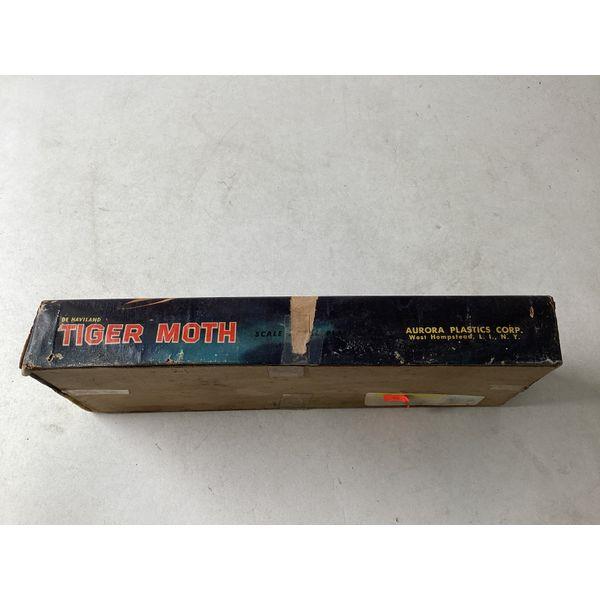 DE HAVILAND
TIGER MOTH
SCALE
AURORA PLASTICS CORP.
West Hempstead, L. I., N. Y.